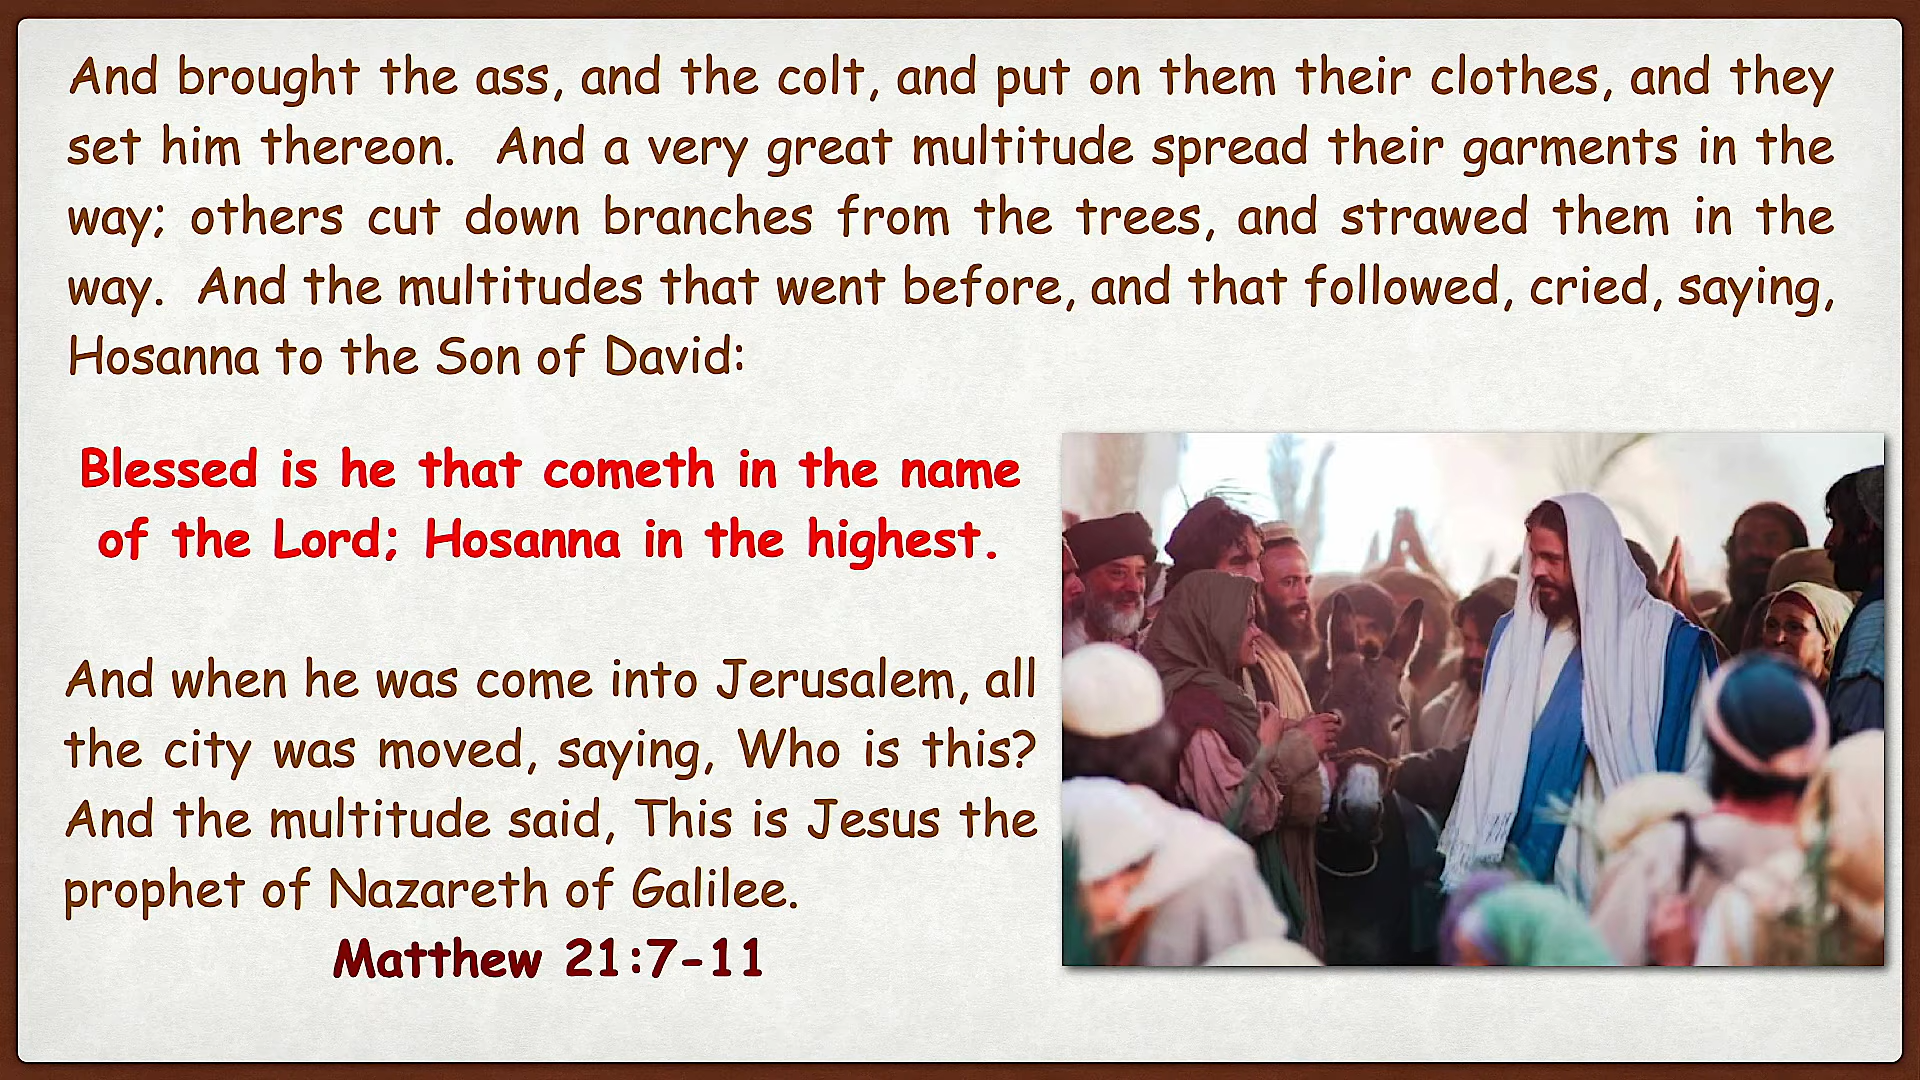 And brought the ass, and the colt, and put on them their clothes, and they
set him thereon.  And a very great multitude spread their garments in the
way; others cut down branches from the trees, and strawed them in the
way.  And the multitudes that went before, and that followed, cried, saying,
Hosanna to the Son of David:
Blessed is he that cometh in the name
of the Lord; Hosanna in the highest.
And when he was come into Jerusalem, all
the city was moved, saying, Who is this?
And the multitude said, This is Jesus the
prophet of Nazareth of Galilee.
Matthew 21:7-11